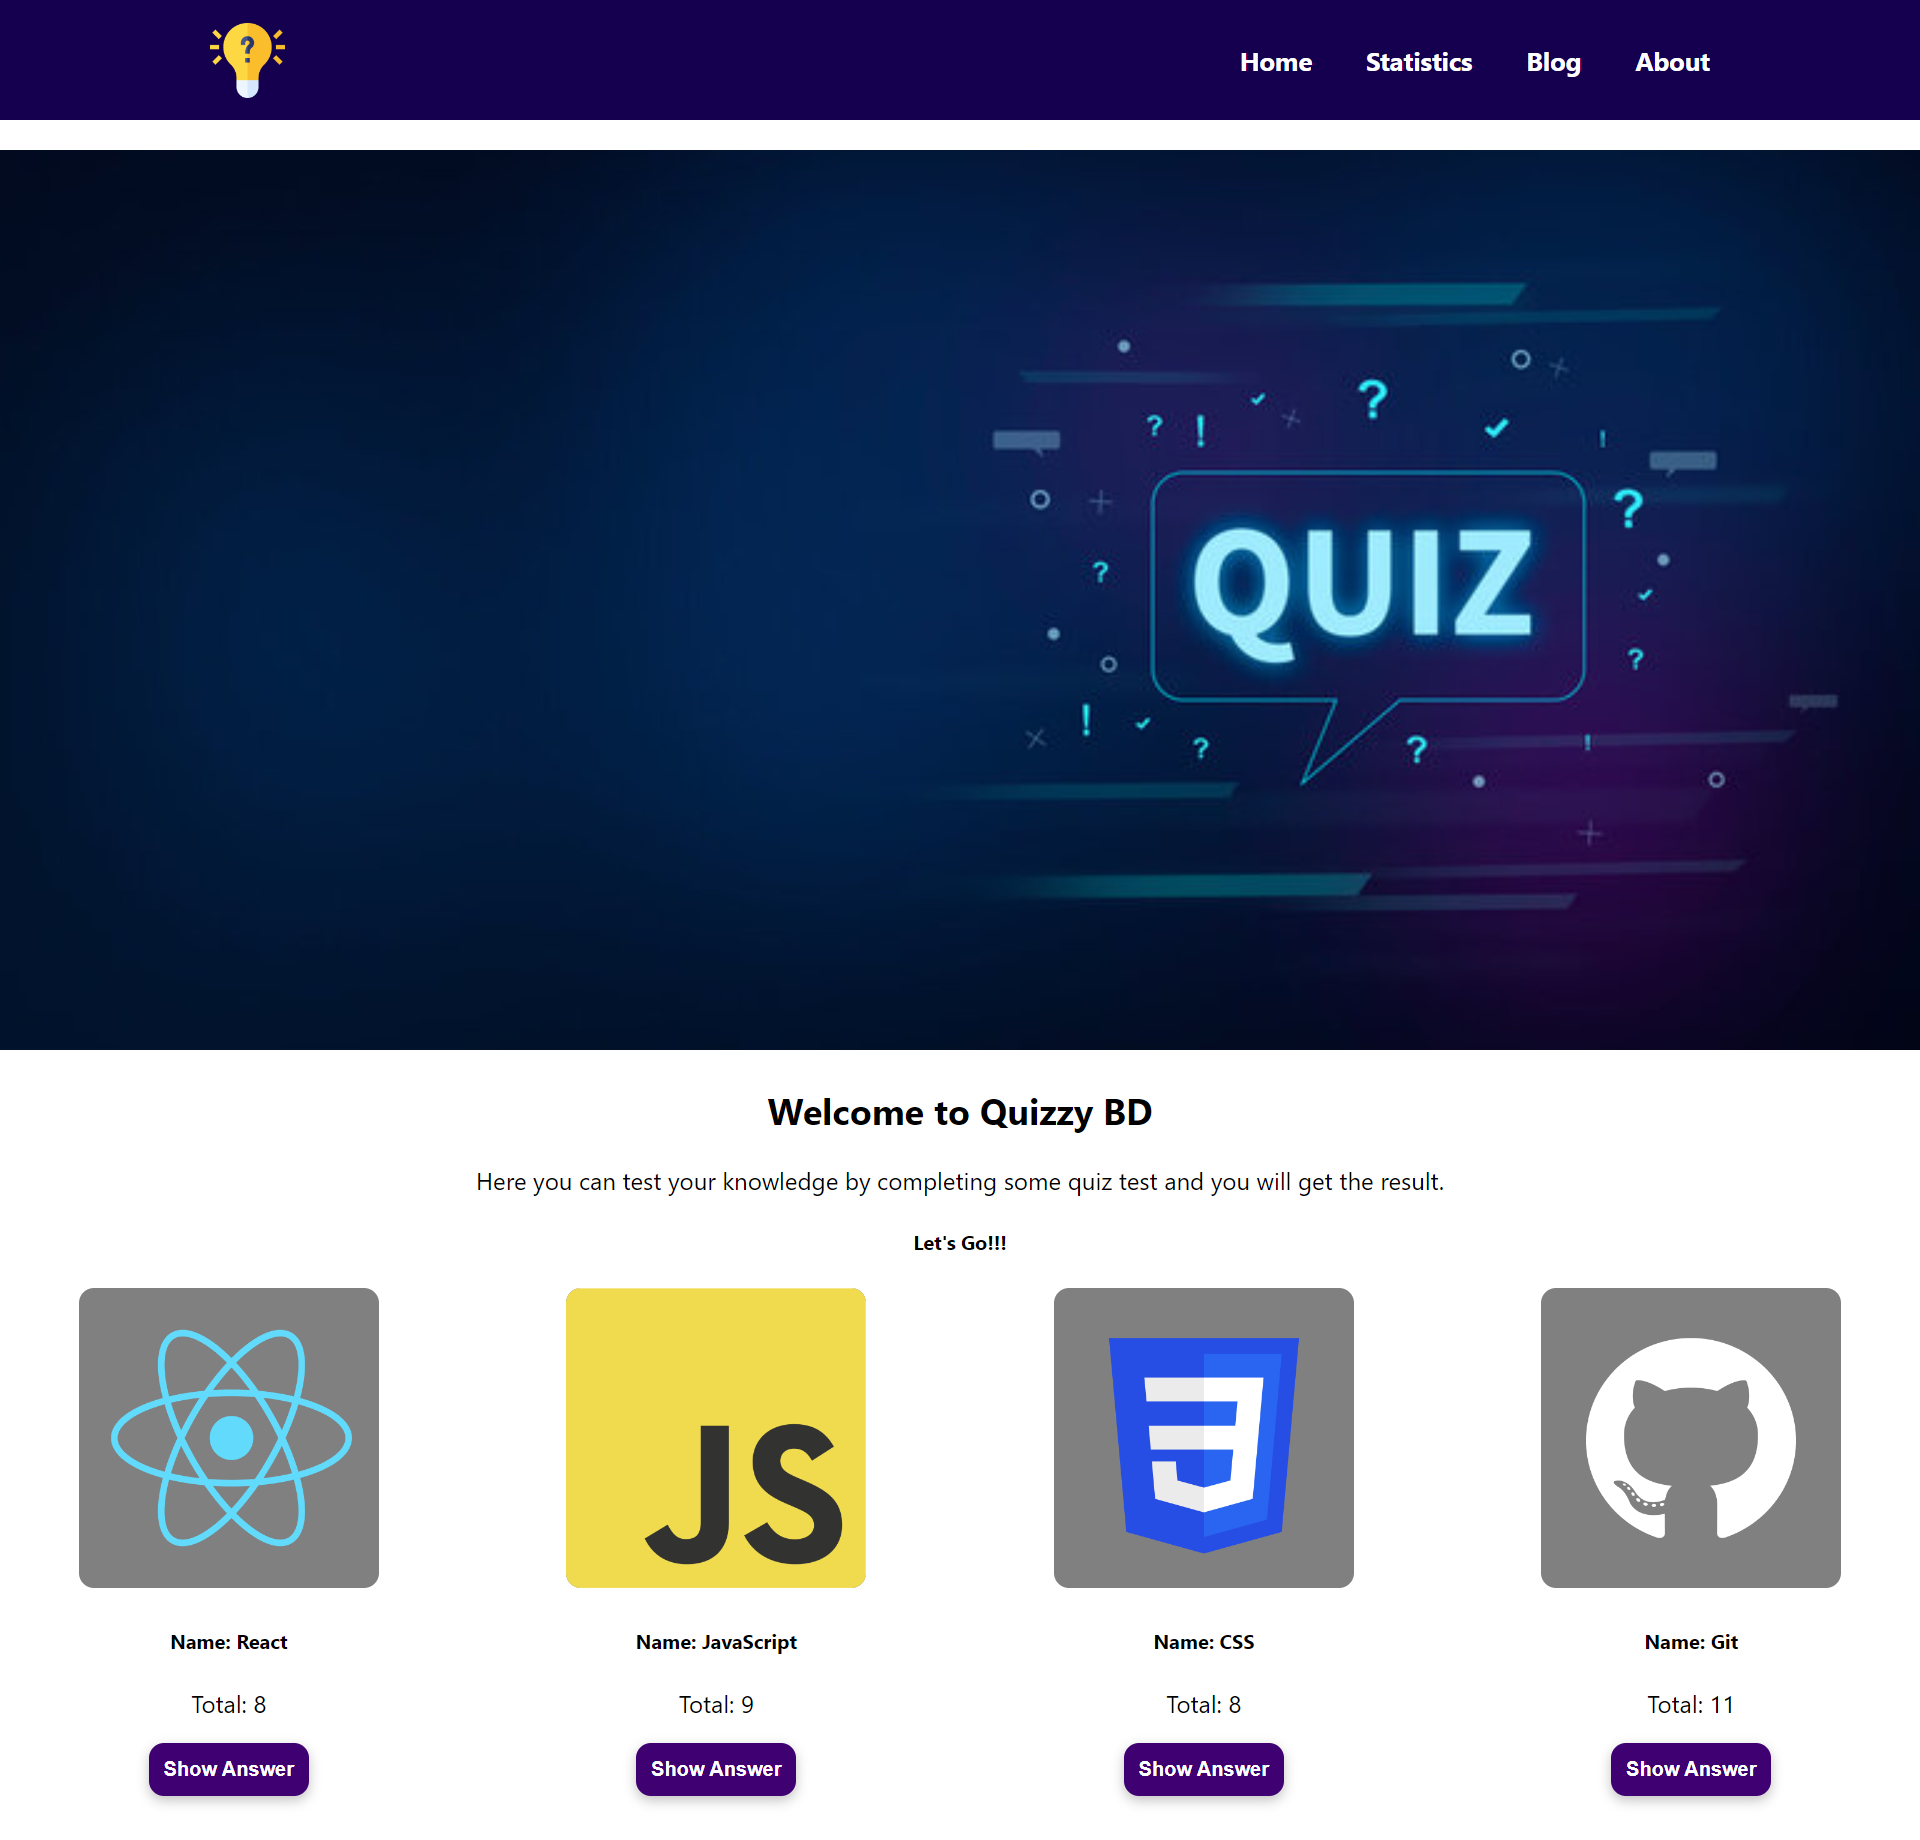 Home Statistics Blog About
QUIZ
Welcome to Quizzy BD
Here you can test your knowledge by completing some quiz test and you will get the result.
Let's Go!!!
JS
Name: React
Total: 8
Show Answer
Name: JavaScript
Total: 9
Show Answer
Name: CSS
Total: 8
Show Answer
Name: Git
Total: 11
Show Answer